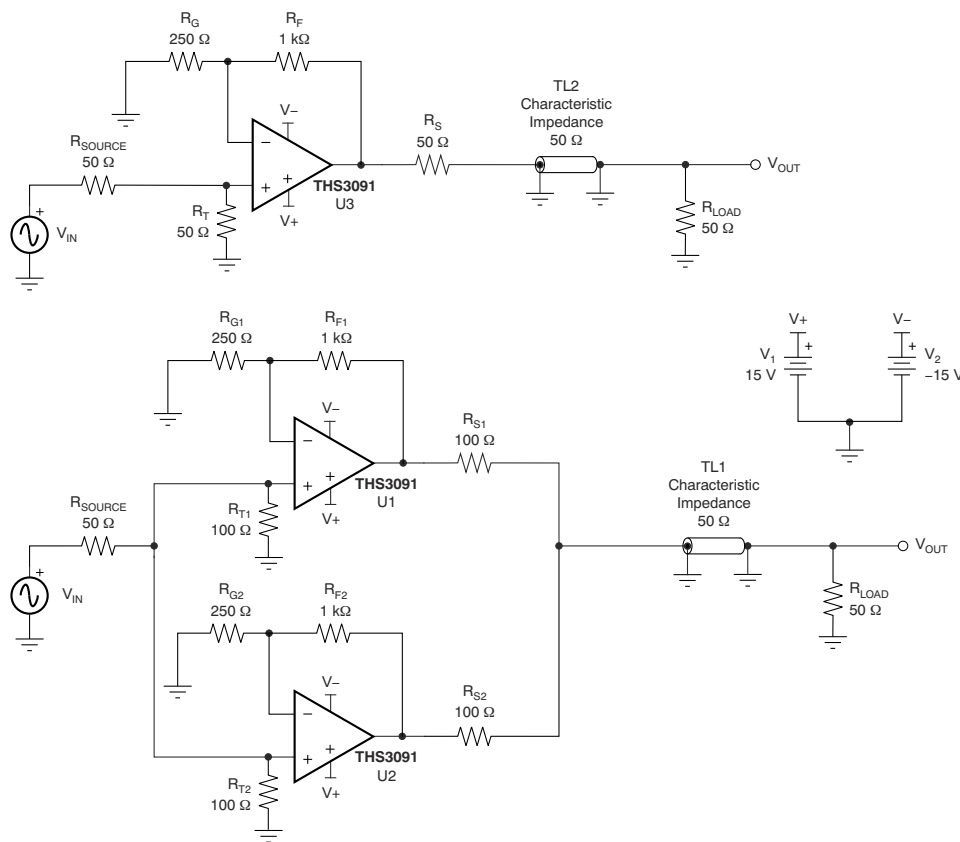 R_G
250 Ω
R_F
1 kΩ
V−
−
+
+
V+
THS3091
U3
R_SOURCE
50 Ω
R_T
50 Ω
+
V_IN
R_S
50 Ω
TL2
Characteristic
Impedance
50 Ω
V_OUT
R_LOAD
50 Ω
R_G1
250 Ω
R_F1
1 kΩ
V−
−
+
+
V+
THS3091
U1
R_S1
100 Ω
R_T1
100 Ω
R_SOURCE
50 Ω
+
V_IN
R_G2
250 Ω
R_F2
1 kΩ
V−
−
+
+
V+
THS3091
U2
R_S2
100 Ω
R_T2
100 Ω
TL1
Characteristic
Impedance
50 Ω
V_OUT
R_LOAD
50 Ω
V+
+
V_1
15 V
V−
+
V_2
−15 V